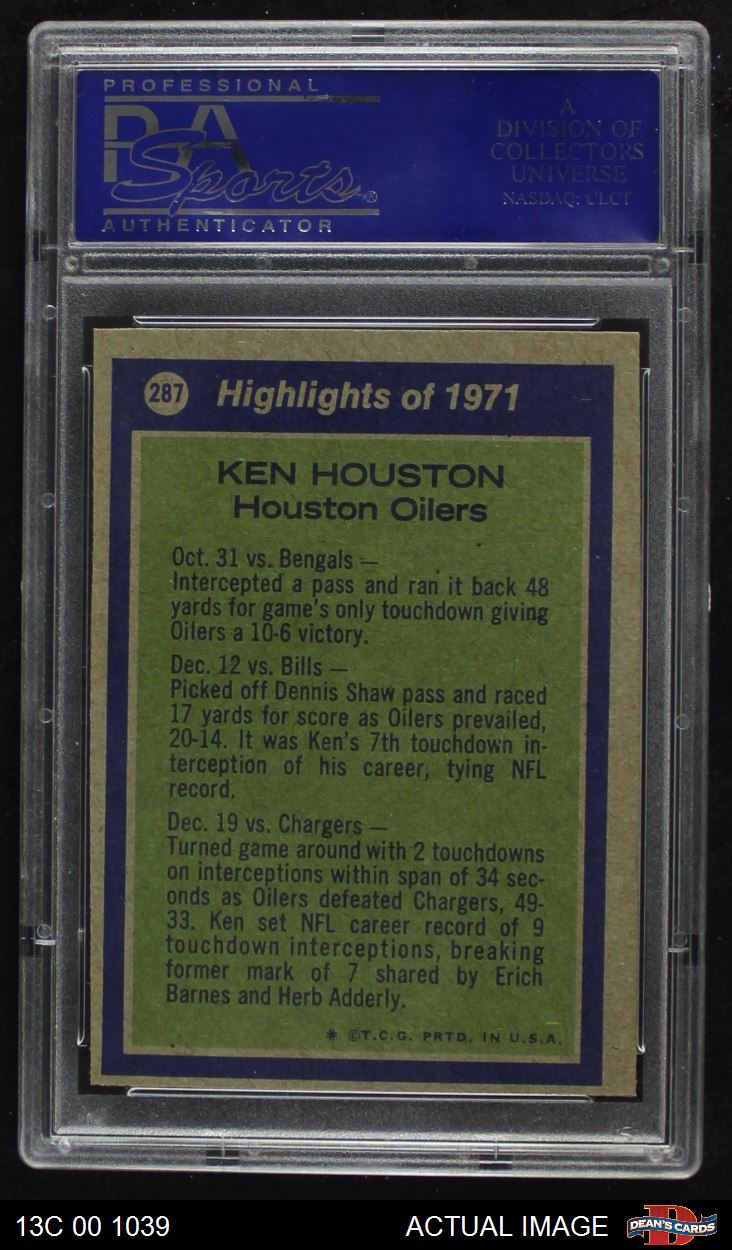 PROFESSIONAL
PSA
Sports®
AUTHENTICATOR
A
DIVISION OF
COLLECTORS
UNIVERSE
NASDAQ: CLCT
287 Highlights of 1971
KEN HOUSTON
Houston Oilers
Oct. 31 vs. Bengals —
Intercepted a pass and ran it back 48
yards for game's only touchdown giving
Oilers a 10-6 victory.
Dec. 12 vs. Bills —
Picked off Dennis Shaw pass and raced
17 yards for score as Oilers prevailed,
20-14. It was Ken's 7th touchdown in-
terception of his career, tying NFL
record.
Dec. 19 vs. Chargers —
Turned game around with 2 touchdowns
on interceptions within span of 34 sec-
onds as Oilers defeated Chargers, 49-
33. Ken set NFL career record of 9
touchdown interceptions, breaking
former mark of 7 shared by Erich
Barnes and Herb Adderly.
* ©T.C.G. PRTD. IN U.S.A.
13C 00 1039 ACTUAL IMAGE DEAN'S CARDS